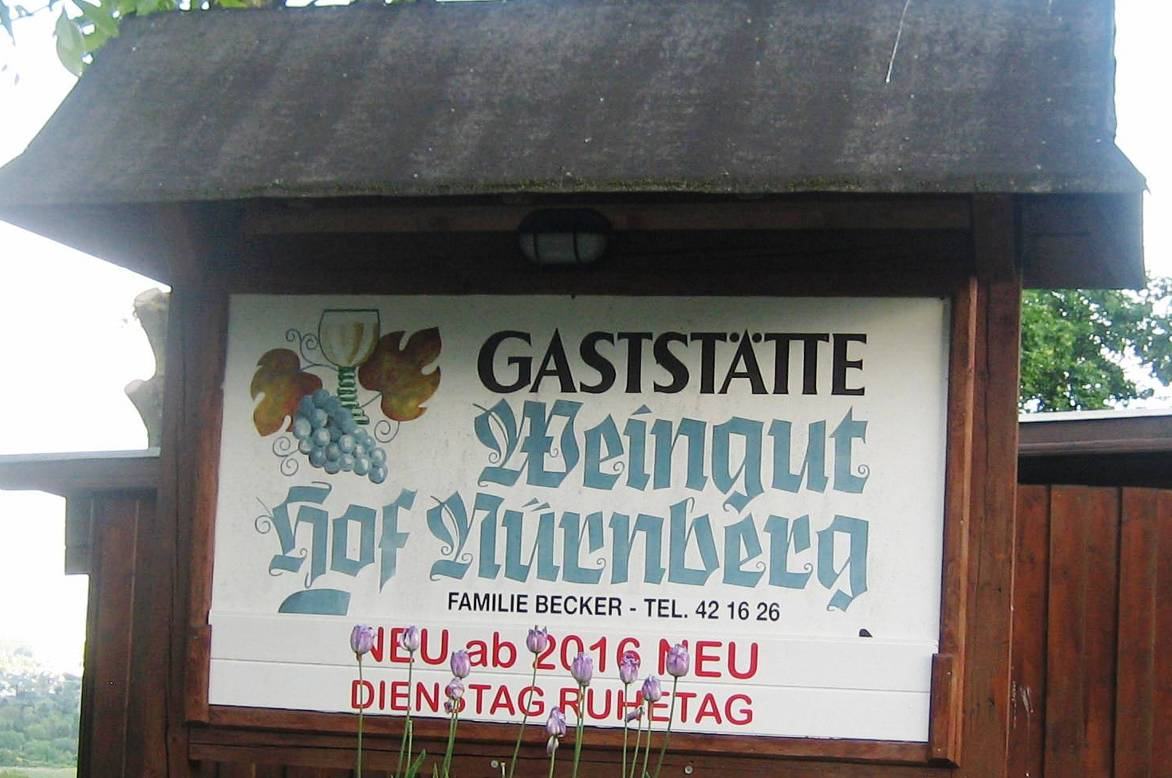 GASTSTÄTTE
Weingut
Hof Nürnberg
FAMILIE BECKER - TEL. 42 16 26
NEU ab 2016 NEU
DIENSTAG RUHETAG